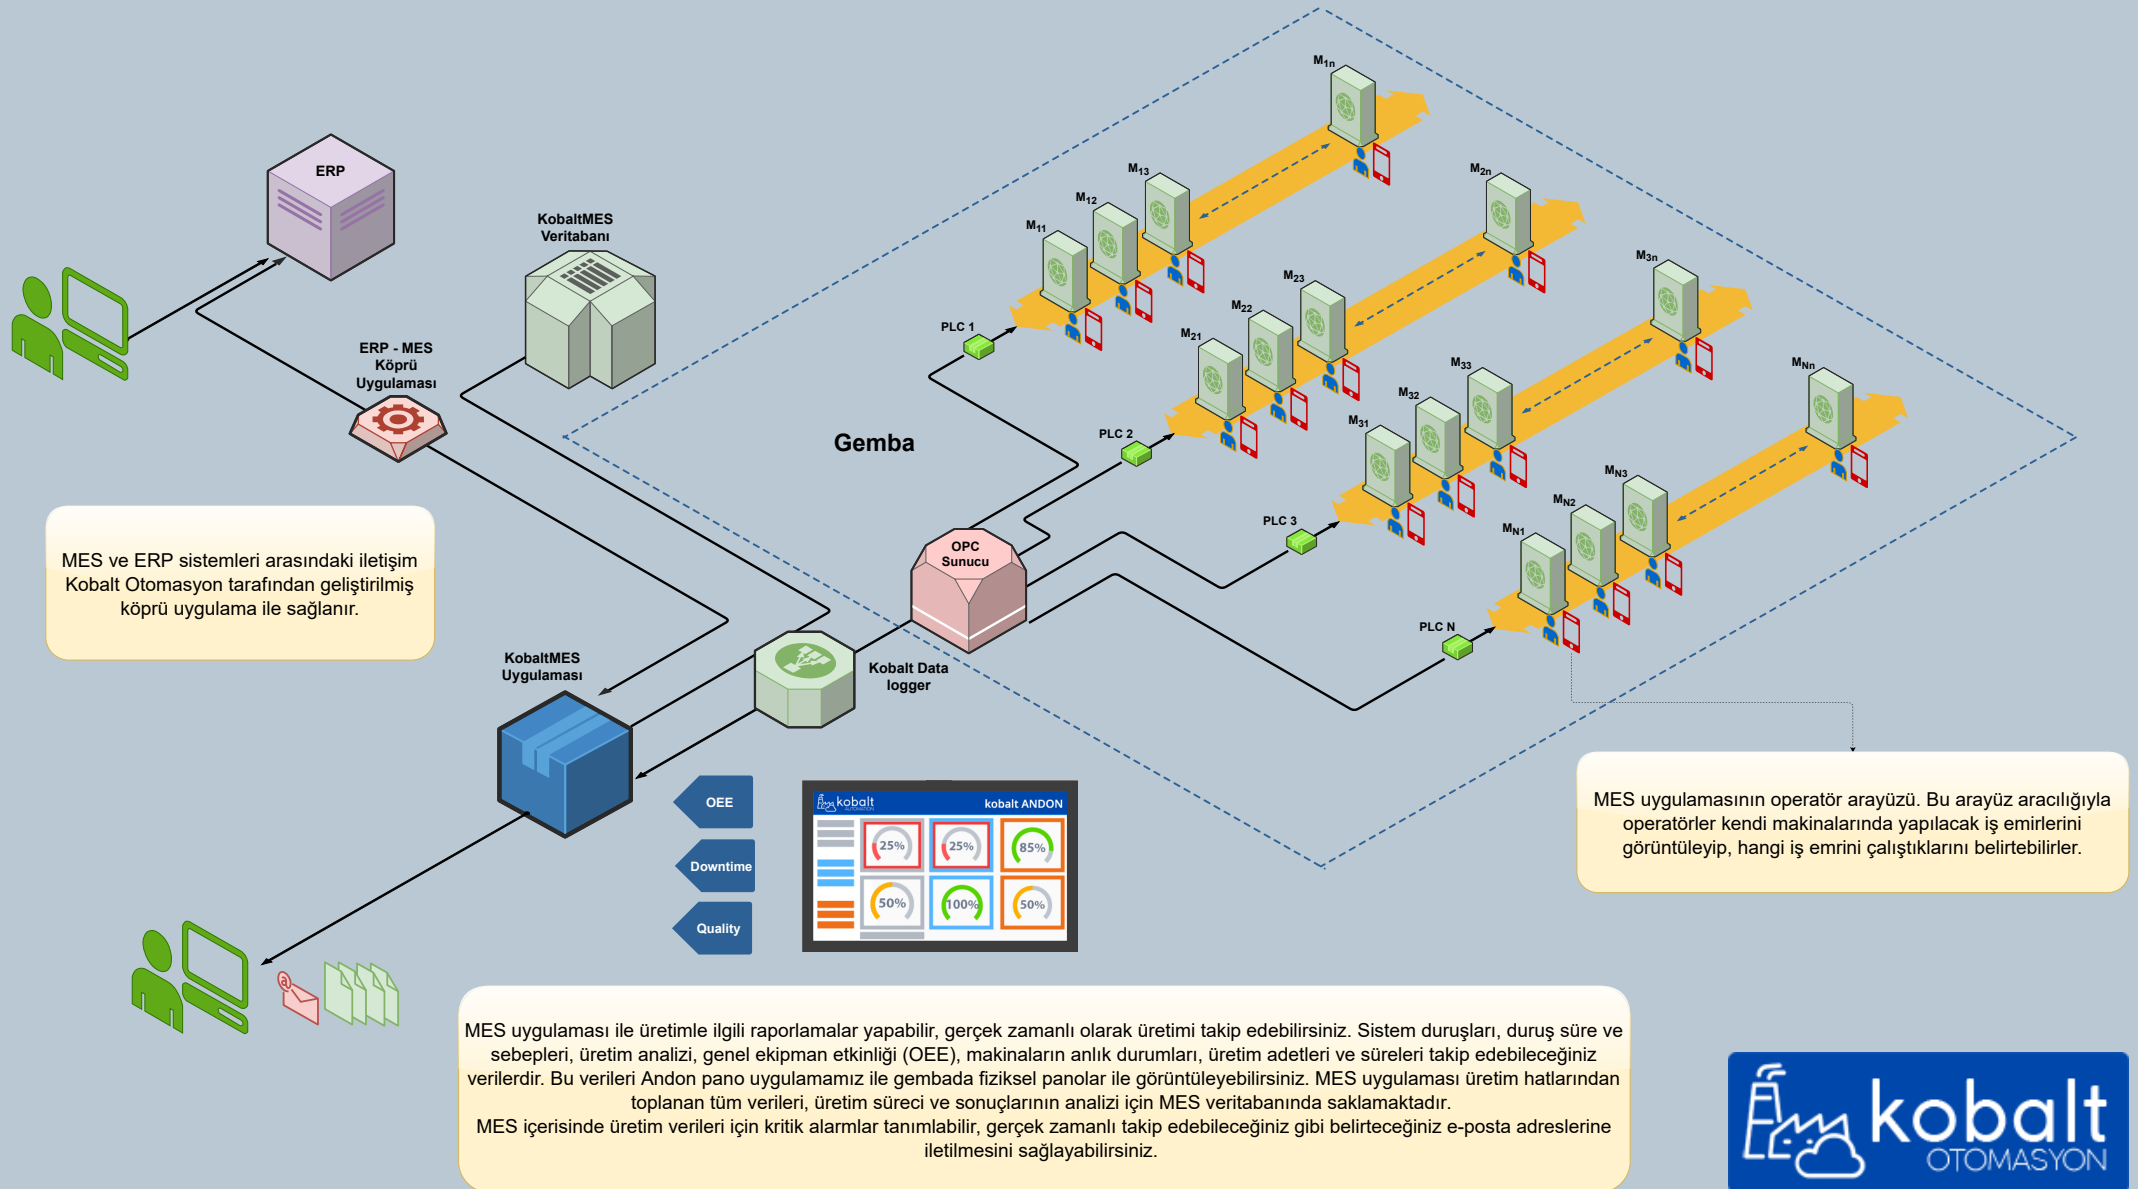 ERP
KobaltMES
Veritabanı
ERP - MES
Köprü
Uygulaması
MES ve ERP sistemleri arasındaki iletişim
Kobalt Otomasyon tarafından geliştirilmiş
köprü uygulama ile sağlanır.
Gemba
M1n
M13
M12
M11
PLC 1
M2n
M23
M22
M21
PLC 2
M3n
M33
M32
M31
PLC 3
MNn
MN3
MN2
MN1
PLC N
OPC
Sunucu
Kobalt Data
logger
KobaltMES
Uygulaması
OEE
Downtime
Quality
kobalt
AUTOMATION
kobalt ANDON
25%
25%
85%
50%
100%
50%
MES uygulamasının operatör arayüzü. Bu arayüz aracılığıyla
operatörler kendi makinalarında yapılacak iş emirlerini
görüntüleyip, hangi iş emrini çalıştıklarını belirtebilirler.
@
MES uygulaması ile üretimle ilgili raporlamalar yapabilir, gerçek zamanlı olarak üretimi takip edebilirsiniz. Sistem duruşları, duruş süre ve
sebepleri, üretim analizi, genel ekipman etkinliği (OEE), makinaların anlık durumları, üretim adetleri ve süreleri takip edebileceğiniz
verilerdir. Bu verileri Andon pano uygulamamız ile gembada fiziksel panolar ile görüntüleyebilirsiniz. MES uygulaması üretim hatlarından
toplanan tüm verileri, üretim süreci ve sonuçlarının analizi için MES veritabanında saklamaktadır.
MES içerisinde üretim verileri için kritik alarmlar tanımlabilir, gerçek zamanlı takip edebileceğiniz gibi belirteceğiniz e-posta adreslerine
iletilmesini sağlayabilirsiniz.
kobalt
OTOMASYON